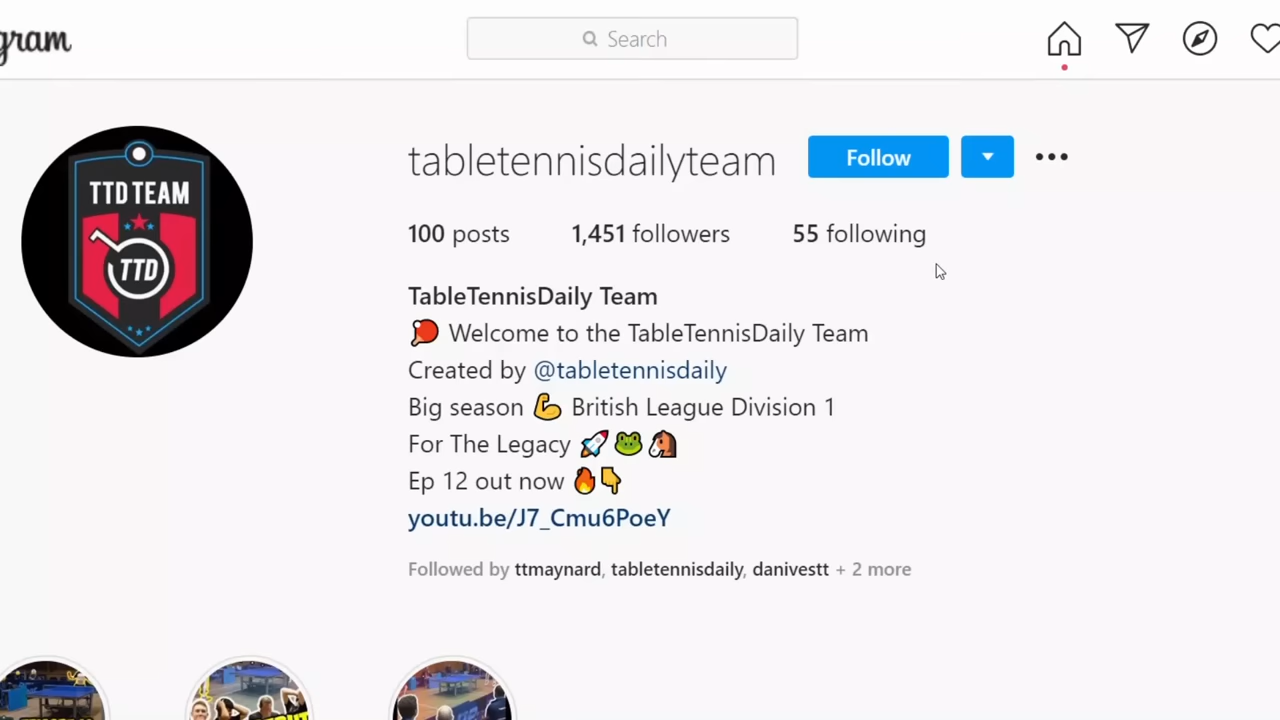 gram
Search
TTD TEAM
TTD
tabletennisdailyteam
Follow
100 posts 1,451 followers 55 following
TableTennisDaily Team
🏓 Welcome to the TableTennisDaily Team
Created by @tabletennisdaily
Big season 💪 British League Division 1
For The Legacy 🚀🐸🐴
Ep 12 out now 🔥👇
youtu.be/J7_Cmu6PoeY
Followed by ttmaynard, tabletennisdaily, danivestt + 2 more